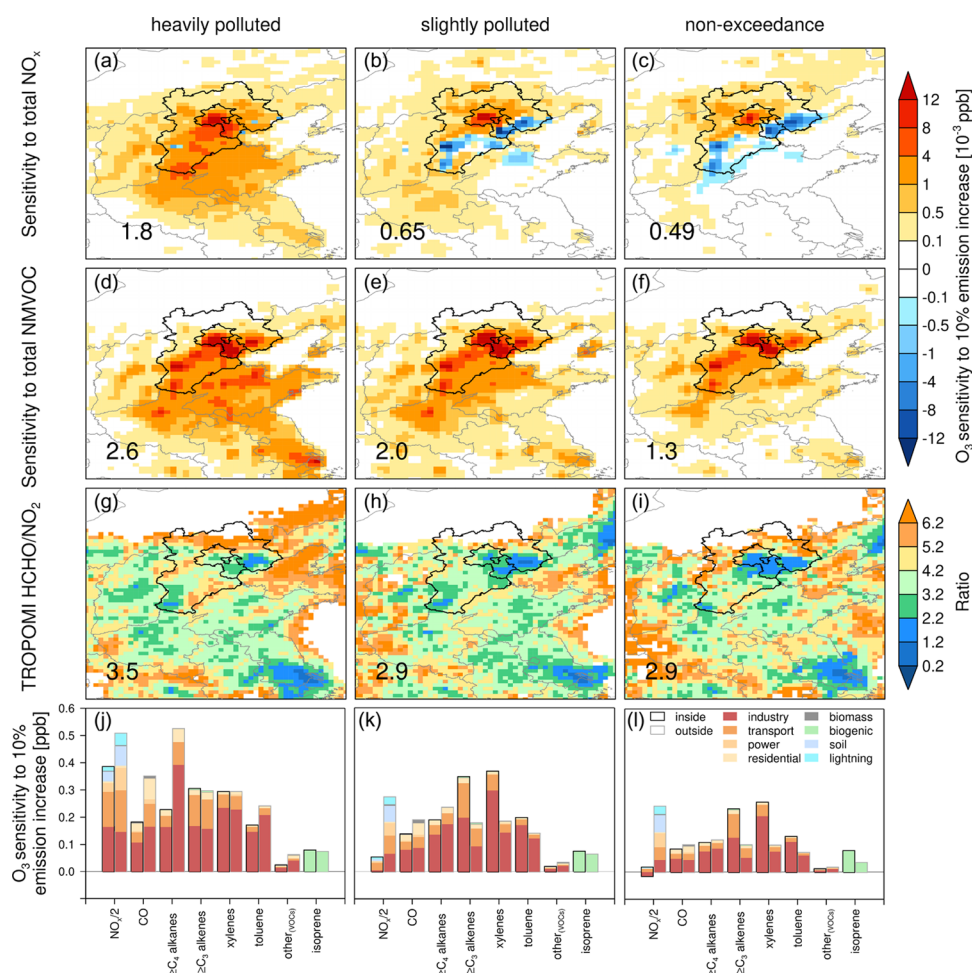 heavily polluted
slightly polluted
non-exceedance
Sensitivity to total NOx
(a)
1.8
(b)
0.65
(c)
0.49
12
8
4
1
0.5
0.1
0
-0.1
-0.5
-1
-4
-8
-12
O3 sensitivity to 10% emission increase [10-3 ppb]
Sensitivity to total NMVOC
(d)
2.6
(e)
2.0
(f)
1.3
TROPOMI HCHO/NO2
(g)
3.5
(h)
2.9
(i)
2.9
6.2
5.2
4.2
3.2
2.2
1.2
0.2
Ratio
O3 sensitivity to 10%
emission increase [ppb]
0.6
0.5
0.4
0.3
0.2
0.1
0.0
(j)
(k)
(l)
inside
outside
industry
transport
power
residential
biomass
biogenic
soil
lightning
NOx/2
CO
≥C4 alkanes
≥C3 alkenes
xylenes
toluene
other(VOCs)
isoprene
NOx/2
CO
≥C4 alkanes
≥C3 alkenes
xylenes
toluene
other(VOCs)
isoprene
NOx/2
CO
≥C4 alkanes
≥C3 alkenes
xylenes
toluene
other(VOCs)
isoprene